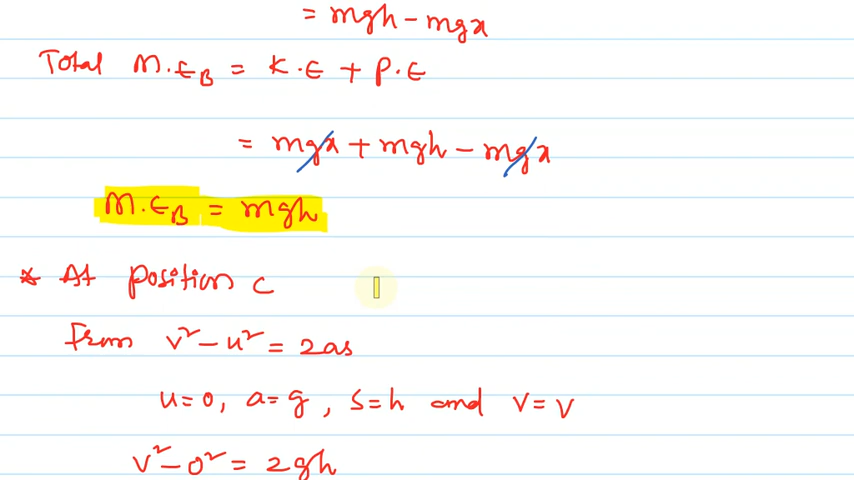 = mgh - mgx
Total M.E_B = K.E + P.E
= mgx + mgh - mgx
M.E_B = mgh
* At position C
From v² - u² = 2as
u=0, a=g, s=h and v=v
v² - 0² = 2gh